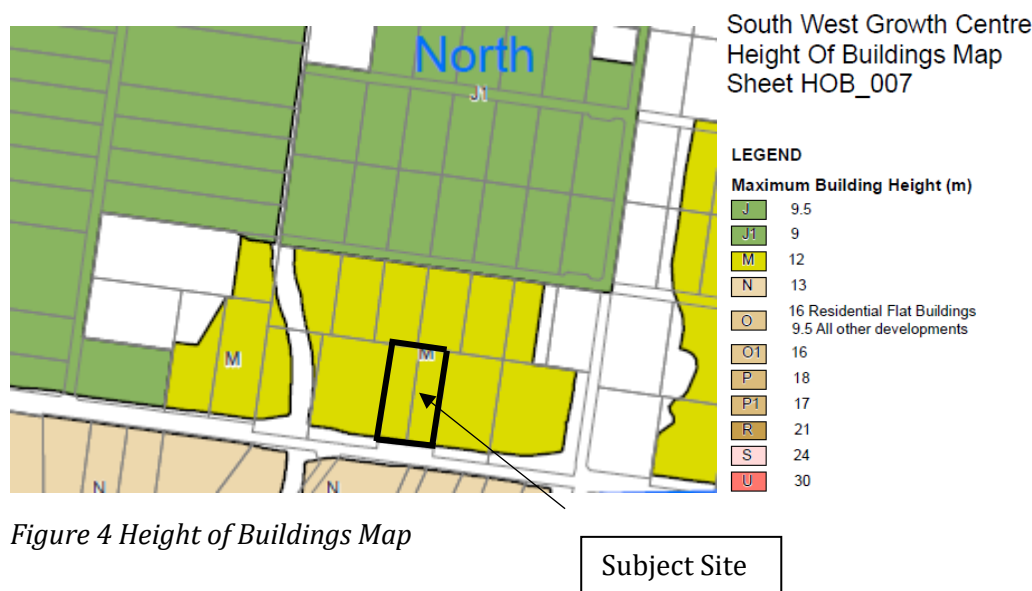 South West Growth Centre
Height Of Buildings Map
Sheet HOB_007
North
J1
M
M
N
N
LEGEND
Maximum Building Height (m)
J 9.5
J1 9
M 12
N 13
O 16 Residential Flat Buildings
9.5 All other developments
O1 16
P 18
P1 17
R 21
S 24
U 30
Figure 4 Height of Buildings Map
Subject Site